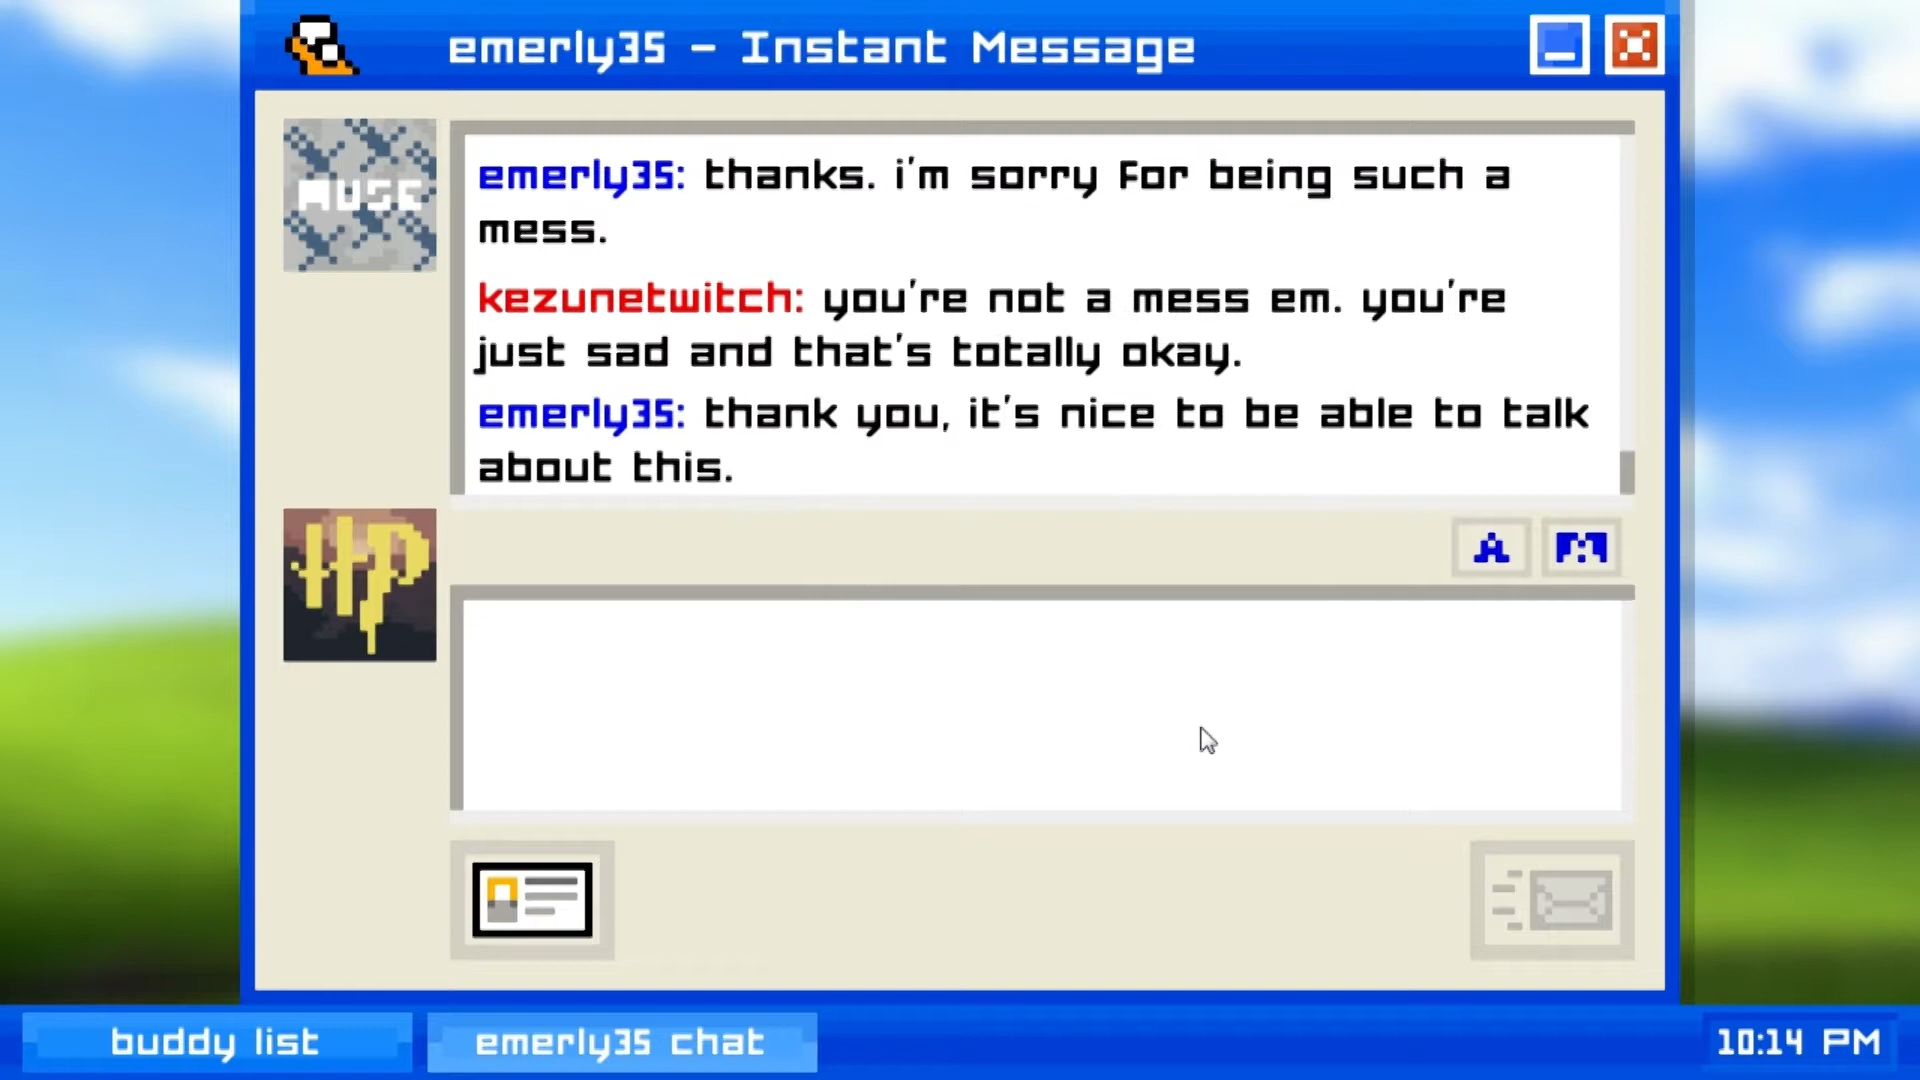 emerly35 - Instant Message
MUSE
emerly35: thanks. i'm sorry for being such a
mess.
kezunetwitch: you're not a mess em. you're
just sad and that's totally okay.
emerly35: thank you, it's nice to be able to talk
about this.
HP
A
buddy list
emerly35 chat
10:14 PM